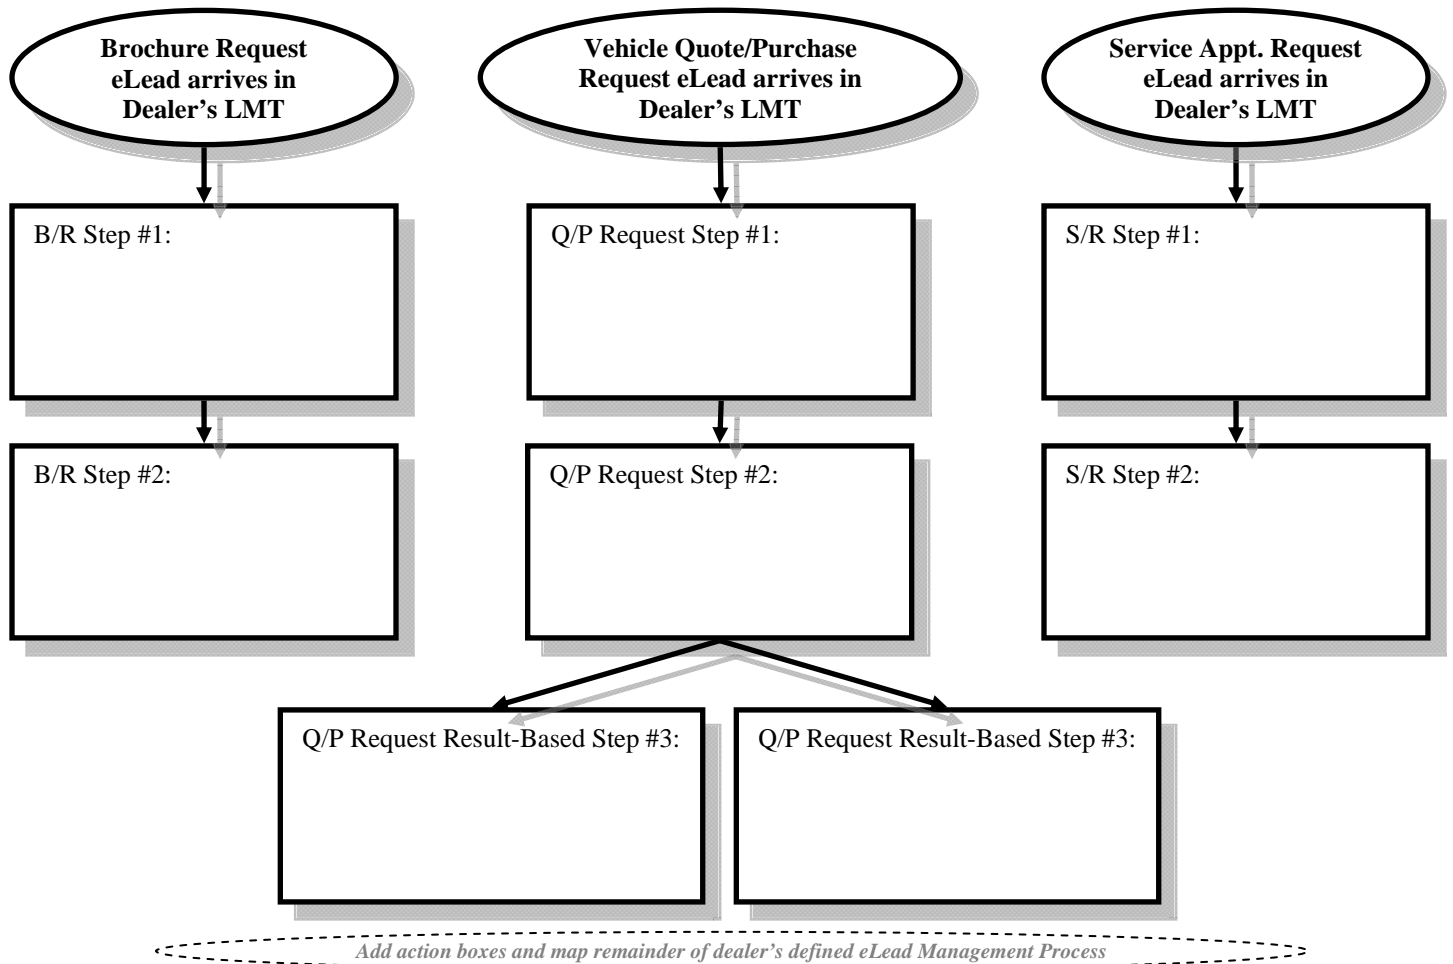 Brochure Request
eLead arrives in
Dealer's LMT
Vehicle Quote/Purchase
Request eLead arrives in
Dealer's LMT
Service Appt. Request
eLead arrives in
Dealer's LMT
B/R Step #1:
Q/P Request Step #1:
S/R Step #1:
B/R Step #2:
Q/P Request Step #2:
S/R Step #2:
Q/P Request Result-Based Step #3:
Q/P Request Result-Based Step #3:
Add action boxes and map remainder of dealer's defined eLead Management Process